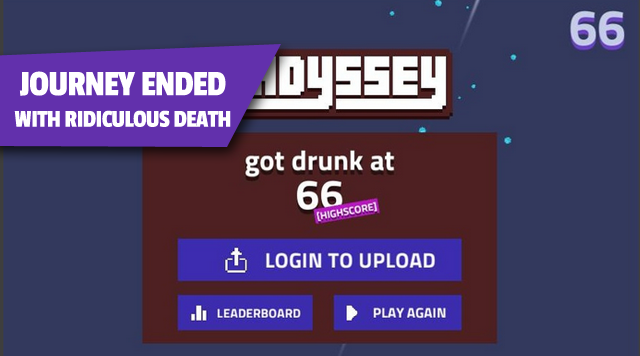 66
JOURNEY ENDED
WITH RIDICULOUS DEATH
got drunk at
66
[HIGHSCORE]
LOGIN TO UPLOAD
LEADERBOARD
PLAY AGAIN